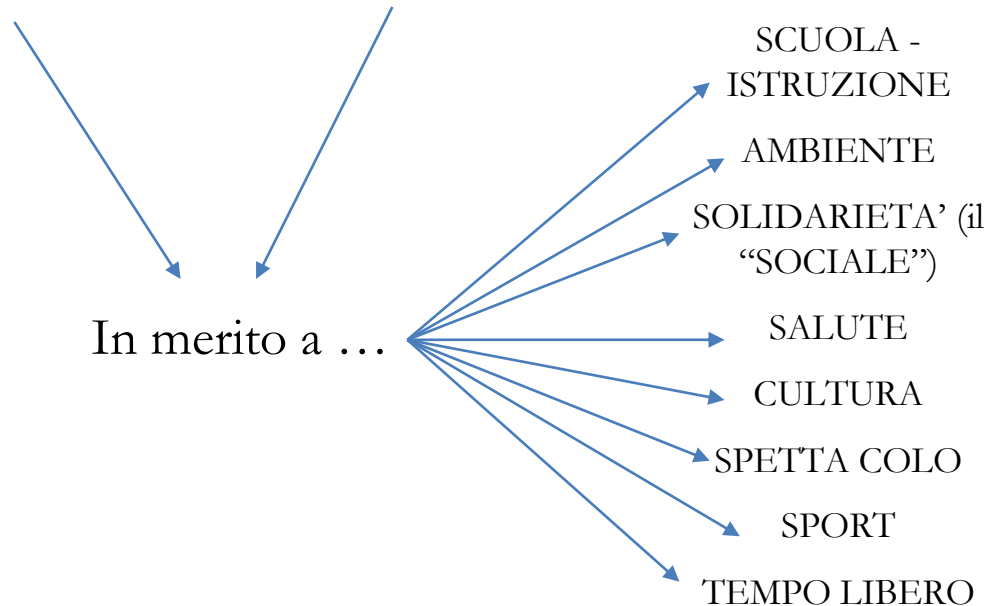 SCUOLA -
ISTRUZIONE
AMBIENTE
SOLIDARIETA’ (il
“SOCIALE”)
In merito a …
SALUTE
CULTURA
SPETTA COLO
SPORT
TEMPO LIBERO